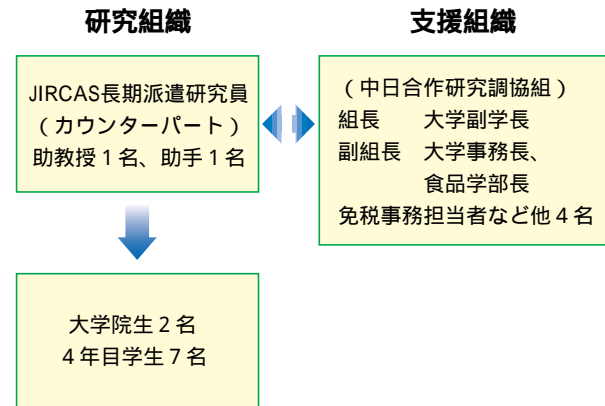 研究組織
JIRCAS長期派遣研究員
（カウンターパート）
助教授１名、助手１名
大学院生２名
４年目学生７名
支援組織
（中日合作研究調協組）
組長　　大学副学長
副組長　大学事務長、
食品学部長
免税事務担当者など他４名